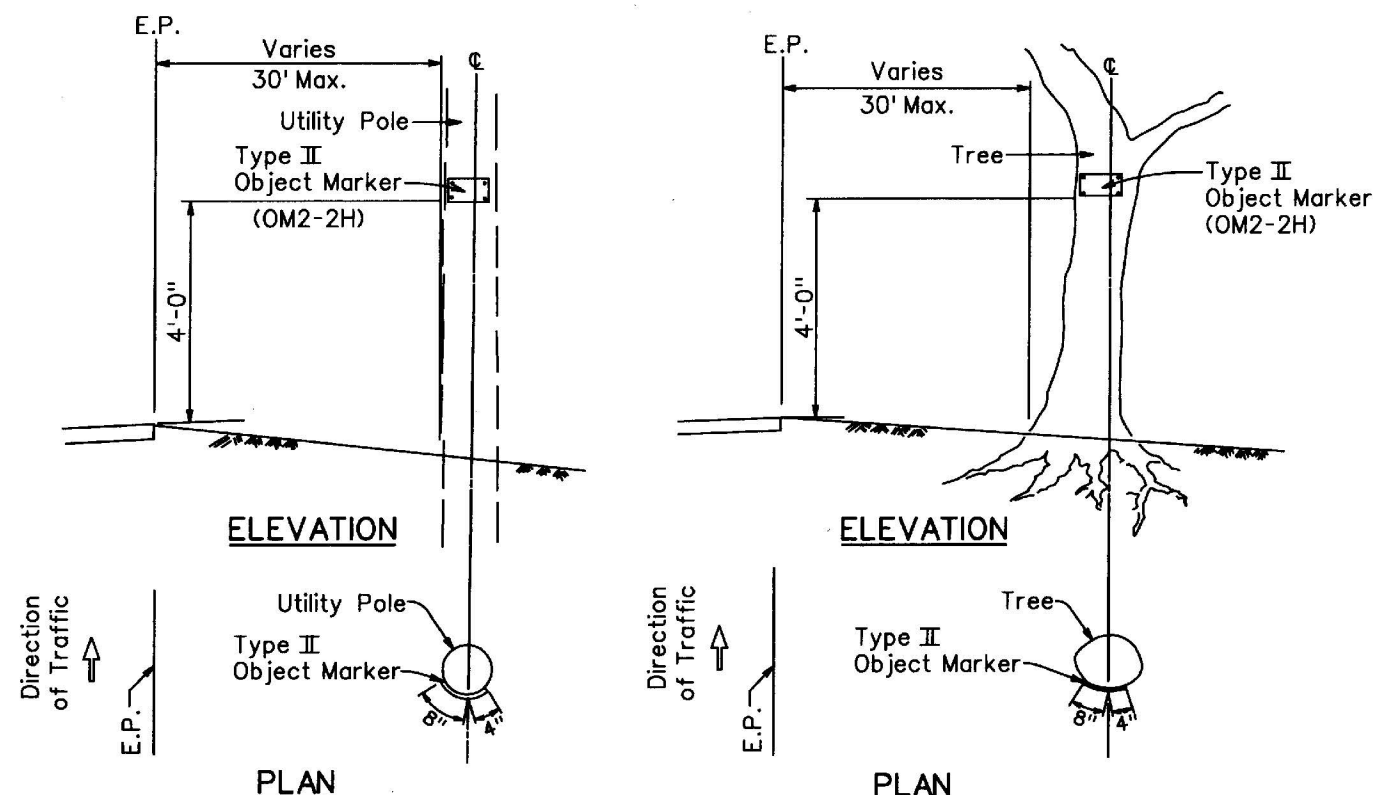 E.P.
Varies
30' Max.
℄
Utility Pole
Type II
Object Marker
(OM2-2H)
4'-0"
ELEVATION
Direction
of Traffic
E.P.
Utility Pole
Type II
Object Marker
8"
4"
PLAN
E.P.
Varies
30' Max.
℄
Tree
Type II
Object Marker
(OM2-2H)
4'-0"
ELEVATION
Direction
of Traffic
E.P.
Tree
Type II
Object Marker
8"
4"
PLAN